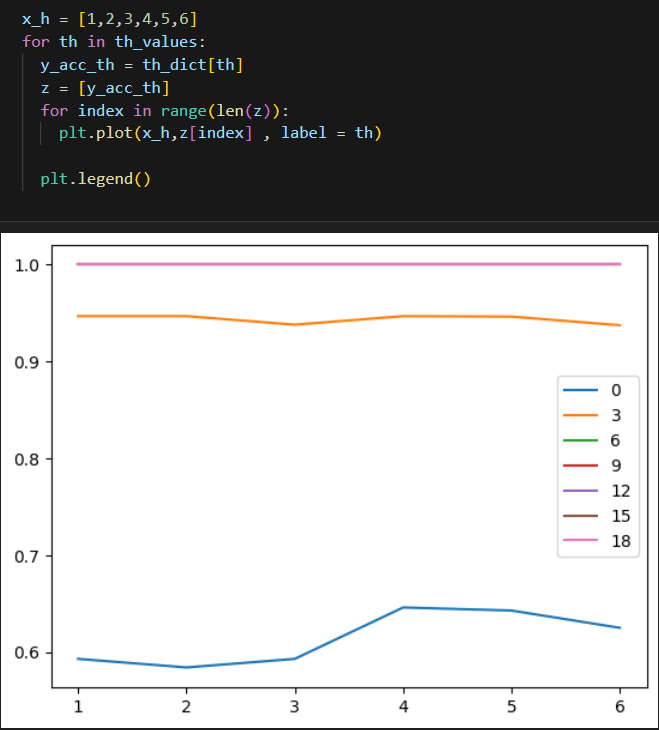 x_h = [1,2,3,4,5,6]
for th in th_values:
  y_acc_th = th_dict[th]
  z = [y_acc_th]
  for index in range(len(z)):
    plt.plot(x_h,z[index] , label = th)
  plt.legend()
1.0
0.9
0.8
0.7
0.6
1 2 3 4 5 6
0
3
6
9
12
15
18